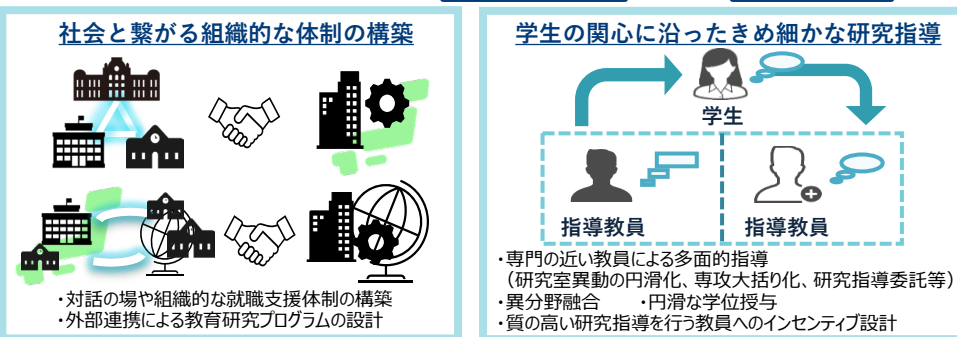 社会と繋がる組織的な体制の構築
・対話の場や組織的な就職支援体制の構築
・外部連携による教育研究プログラムの設計
学生の関心に沿ったきめ細かな研究指導
学生
指導教員
指導教員
・専門の近い教員による多面的指導
（研究室異動の円滑化、専攻大括り化、研究指導委託等）
・異分野融合　・円滑な学位授与
・質の高い研究指導を行う教員へのインセンティブ設計